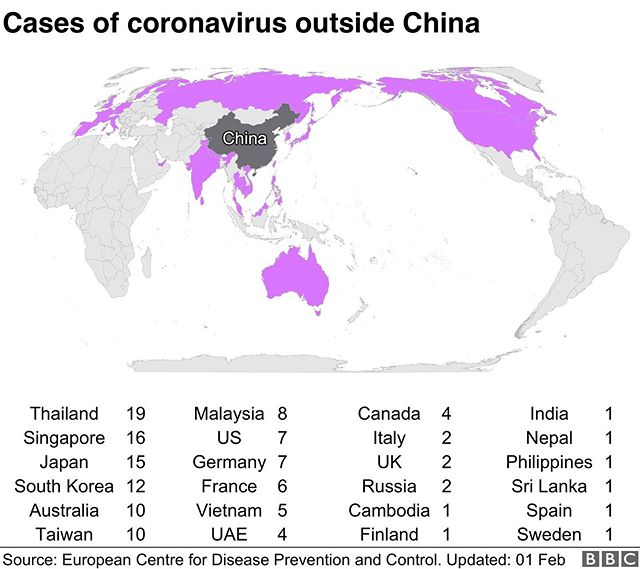 Cases of coronavirus outside China
China
Thailand 19 Malaysia 8 Canada 4 India 1
Singapore 16 US 7 Italy 2 Nepal 1
Japan 15 Germany 7 UK 2 Philippines 1
South Korea 12 France 6 Russia 2 Sri Lanka 1
Australia 10 Vietnam 5 Cambodia 1 Spain 1
Taiwan 10 UAE 4 Finland 1 Sweden 1
Source: European Centre for Disease Prevention and Control. Updated: 01 Feb BBC